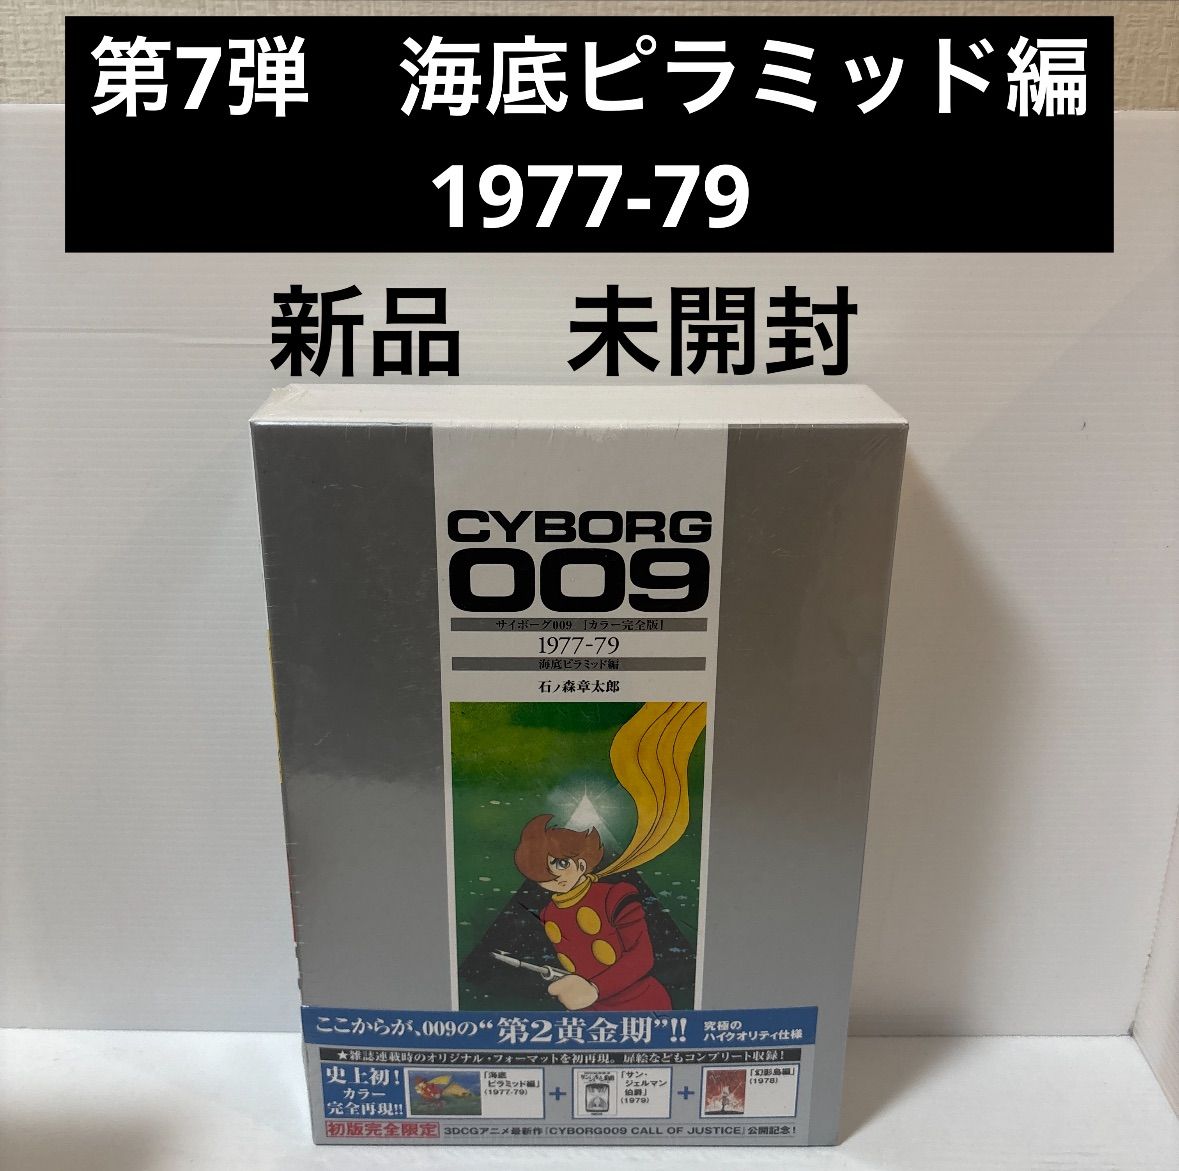 第7弾　海底ピラミッド編
1977-79
新品　未開封
CYBORG
009
サイボーグ009 「カラー完全版」
1977-79
海底ピラミッド編
石ノ森章太郎
ここからが、009の“第2黄金期”!! 究極のハイクオリティ仕様
★雑誌連載時のオリジナル・フォーマットを初再現。扉絵などもコンプリート収録!
史上初!
カラー
完全再現!!
「海底
ピラミッド編」
(1977-79)
+
「サン・
ジェルマン
伯爵」
(1979)
+
「幻影島編」
(1978)
初版完全限定 3DCGアニメ最新作「CYBORG009 CALL OF JUSTICE」公開記念!